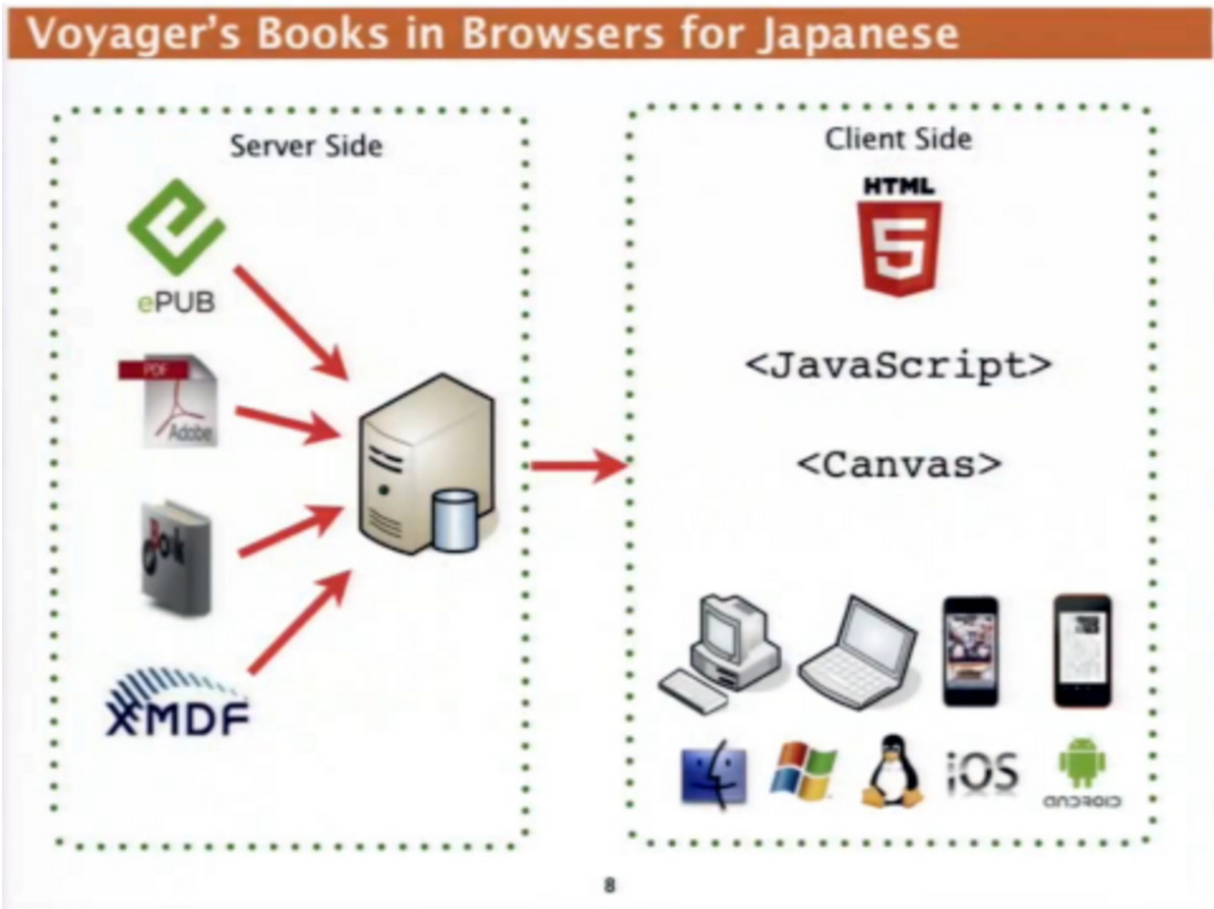 Voyager's Books in Browsers for Japanese
Server Side
ePUB
PDF
Adobe
XMDF
Client Side
HTML
5
<JavaScript>
<Canvas>
iOS
ANDROID
8